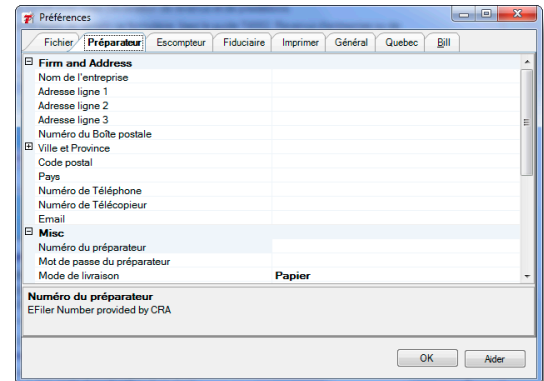 Préférences
Fichier Préparateur Escompteur Fiduciaire Imprimer Général Quebec Bill
Firm and Address
Nom de l'entreprise
Adresse ligne 1
Adresse ligne 2
Adresse ligne 3
Numéro du Boîte postale
Ville et Province
Code postal
Pays
Numéro de Téléphone
Numéro de Télécopieur
Email
Misc
Numéro du préparateur
Mot de passe du préparateur
Mode de livraison Papier
Numéro du préparateur
EFiler Number provided by CRA
OK Aider